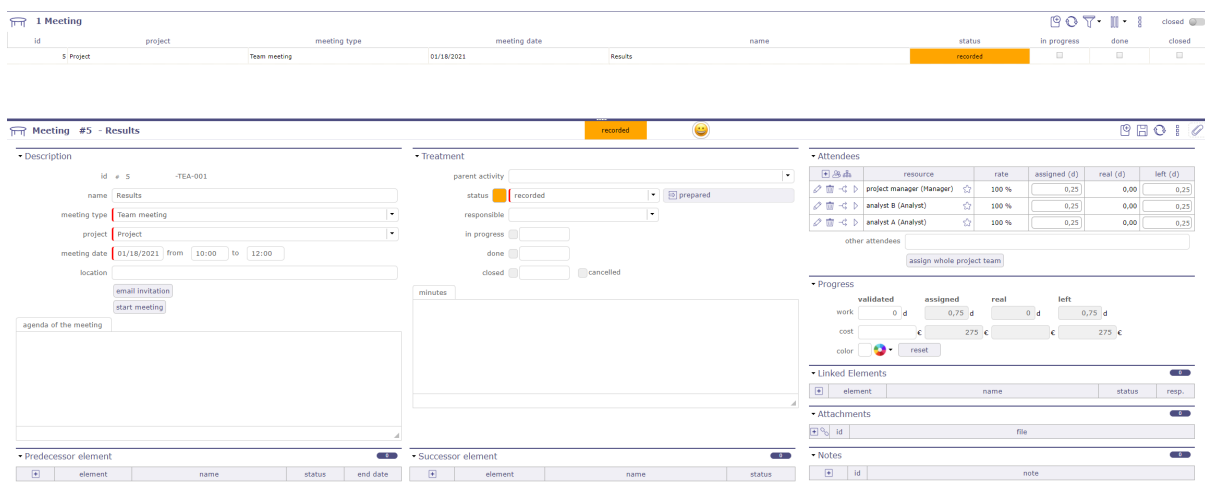 1 Meeting closed
id project meeting type meeting date name status in progress done closed
5 Project Team meeting 01/18/2021 Results recorded
Meeting #5 - Results recorded
Description
id # 5 -TEA-001
name Results
meeting type Team meeting
project Project
meeting date 01/18/2021 from 10:00 to 12:00
location
email invitation
start meeting
agenda of the meeting
Predecessor element 0
element name status end date
Treatment
parent activity
status recorded prepared
responsible
in progress
done
closed cancelled
minutes
Successor element 0
element name status
Attendees
resource rate assigned (d) real (d) left (d)
project manager (Manager) 100 % 0,25 0,00 0,25
analyst B (Analyst) 100 % 0,25 0,00 0,25
analyst A (Analyst) 100 % 0,25 0,00 0,25
other attendees
assign whole project team
Progress
validated assigned real left
work 0 d 0,75 d 0 d 0,75 d
cost € 275 € € 275 €
color reset
Linked Elements 0
element name status resp.
Attachments 0
id file
Notes 0
id note